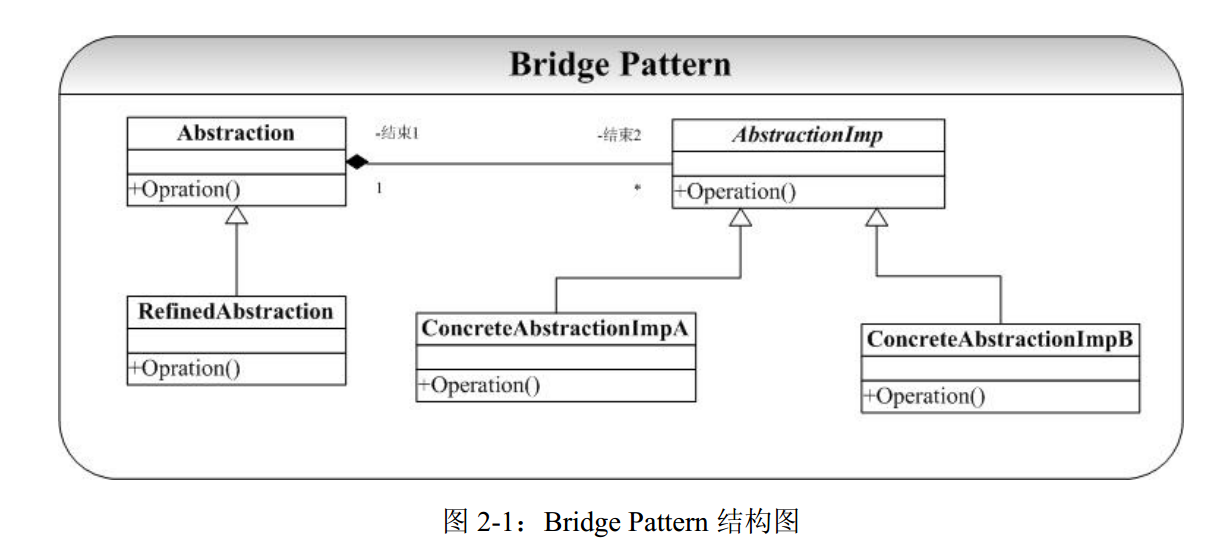 Bridge Pattern
Abstraction
-结束1
-结束2
AbstractionImp
+Opration()
1
*
+Operation()
RefinedAbstraction
+Opration()
ConcreteAbstractionImpA
+Operation()
ConcreteAbstractionImpB
+Operation()
图 2-1：Bridge Pattern 结构图